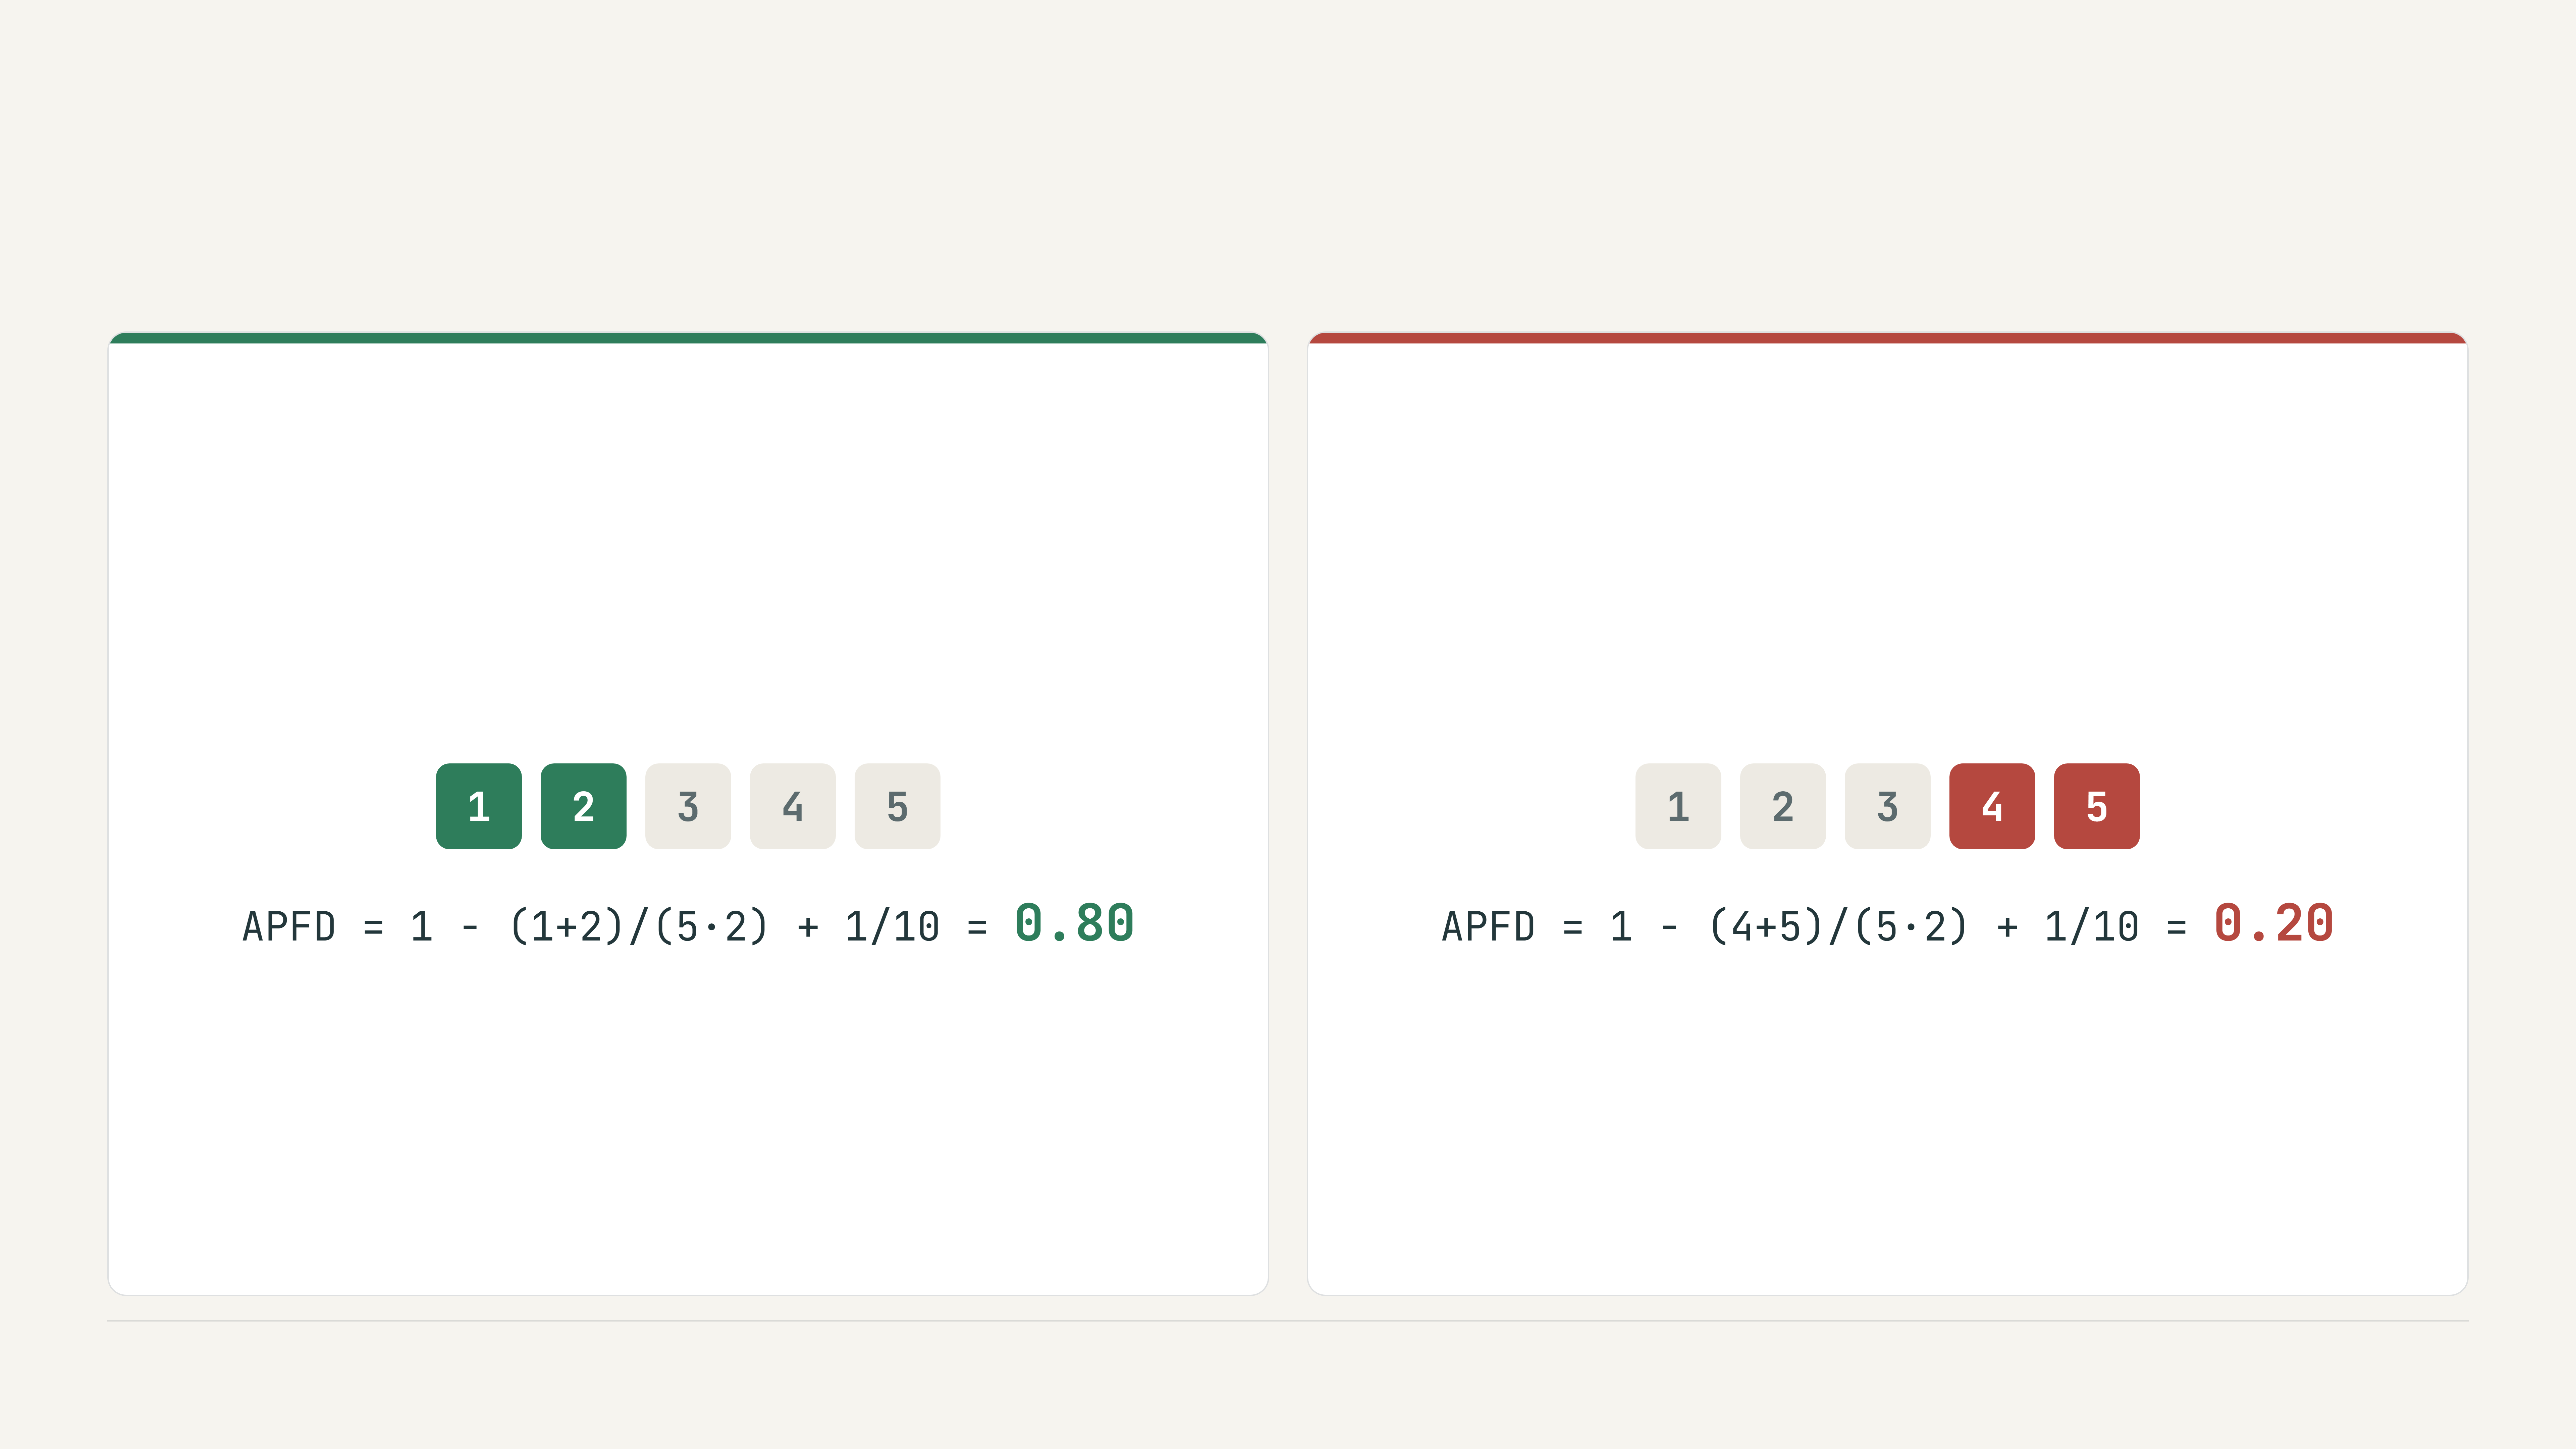 1 2 3 4 5
APFD = 1 - (1+2)/(5·2) + 1/10 = 0.80
1 2 3 4 5
APFD = 1 - (4+5)/(5·2) + 1/10 = 0.20